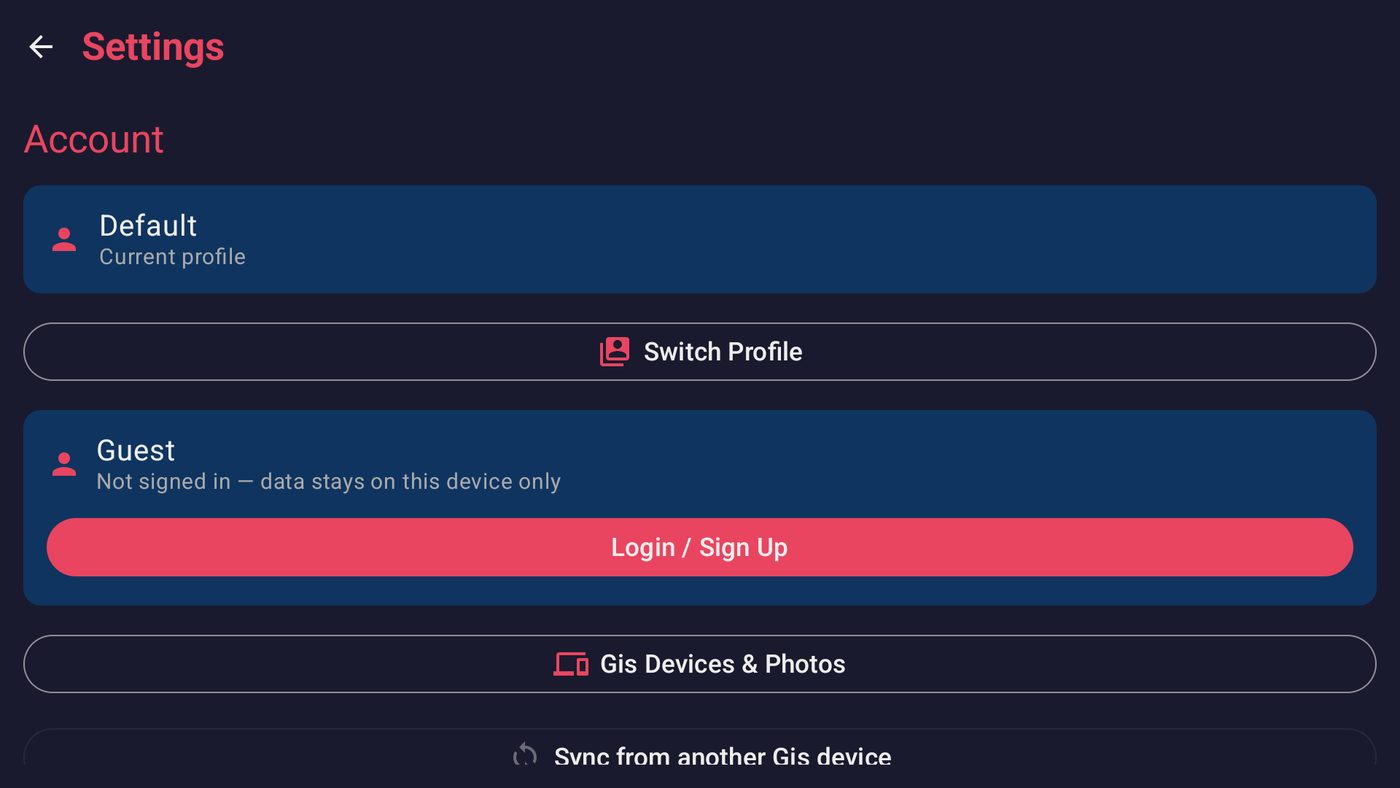 Settings
Account
Default
Current profile
Switch Profile
Guest
Not signed in — data stays on this device only
Login / Sign Up
Gis Devices & Photos
Sync from another Gis device